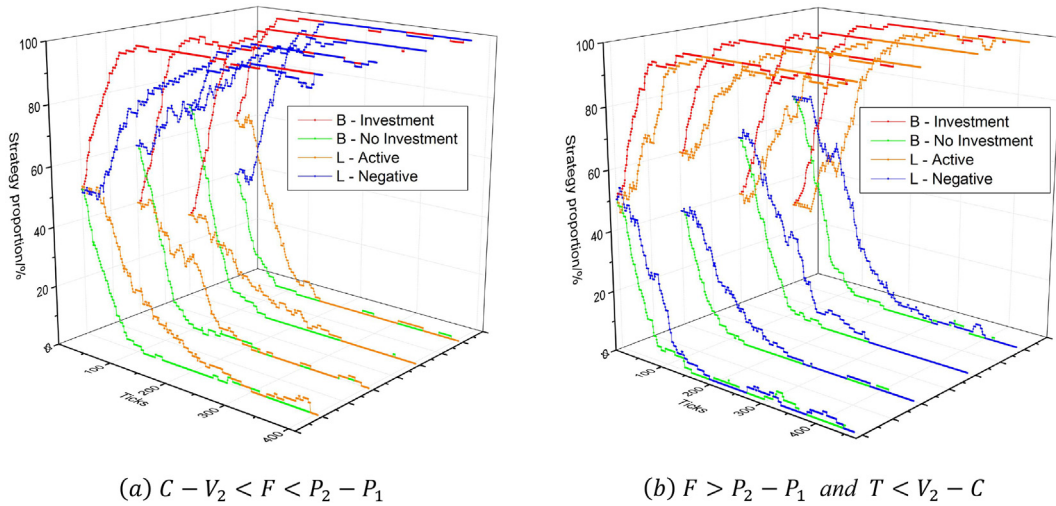 100
80
60
40
20
0
Strategy proportion/%
100
200
300
400
Ticks
B - Investment
B - No Investment
L - Active
L - Negative
(a) C − V₂ < F < P₂ − P₁
100
80
60
40
20
0
Strategy proportion/%
100
200
300
400
Ticks
B - Investment
B - No Investment
L - Active
L - Negative
(b) F > P₂ − P₁ and T < V₂ − C